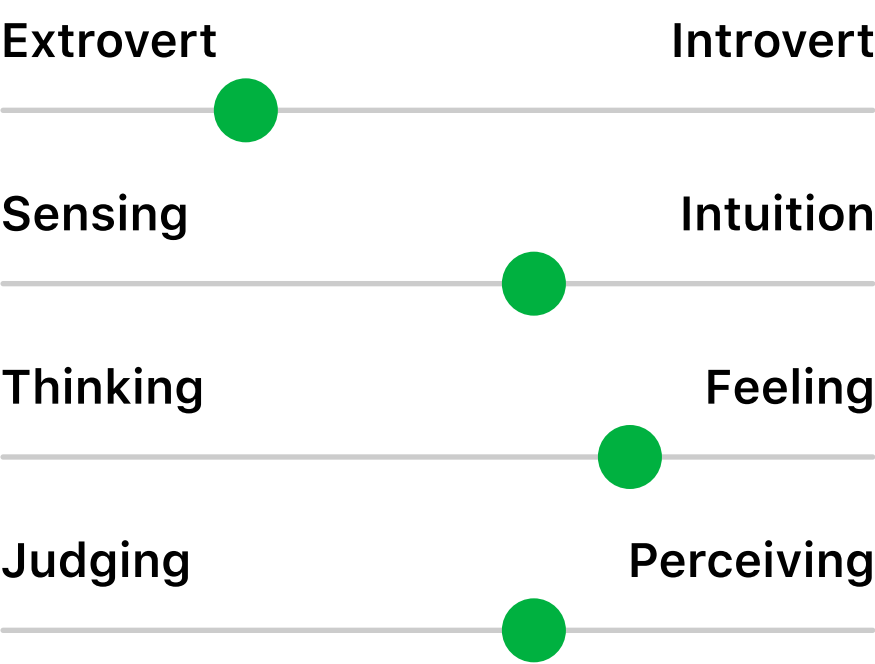 Extrovert Introvert
Sensing Intuition
Thinking Feeling
Judging Perceiving